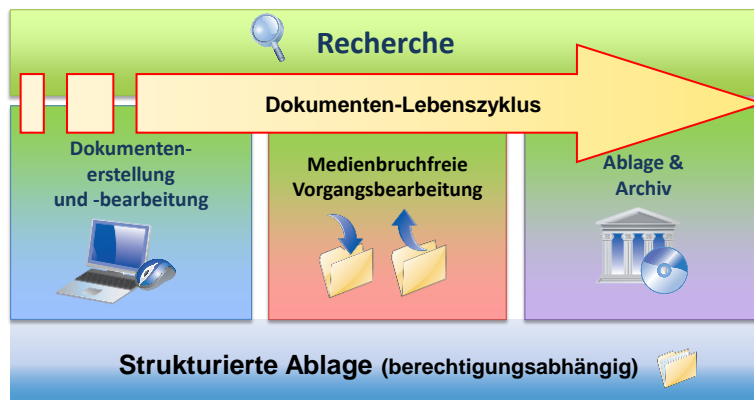 Recherche
Dokumenten-Lebenszyklus
Dokumenten-
erstellung
und -bearbeitung
Medienbruchfreie
Vorgangsbearbeitung
Ablage &
Archiv
Strukturierte Ablage (berechtigungsabhängig)